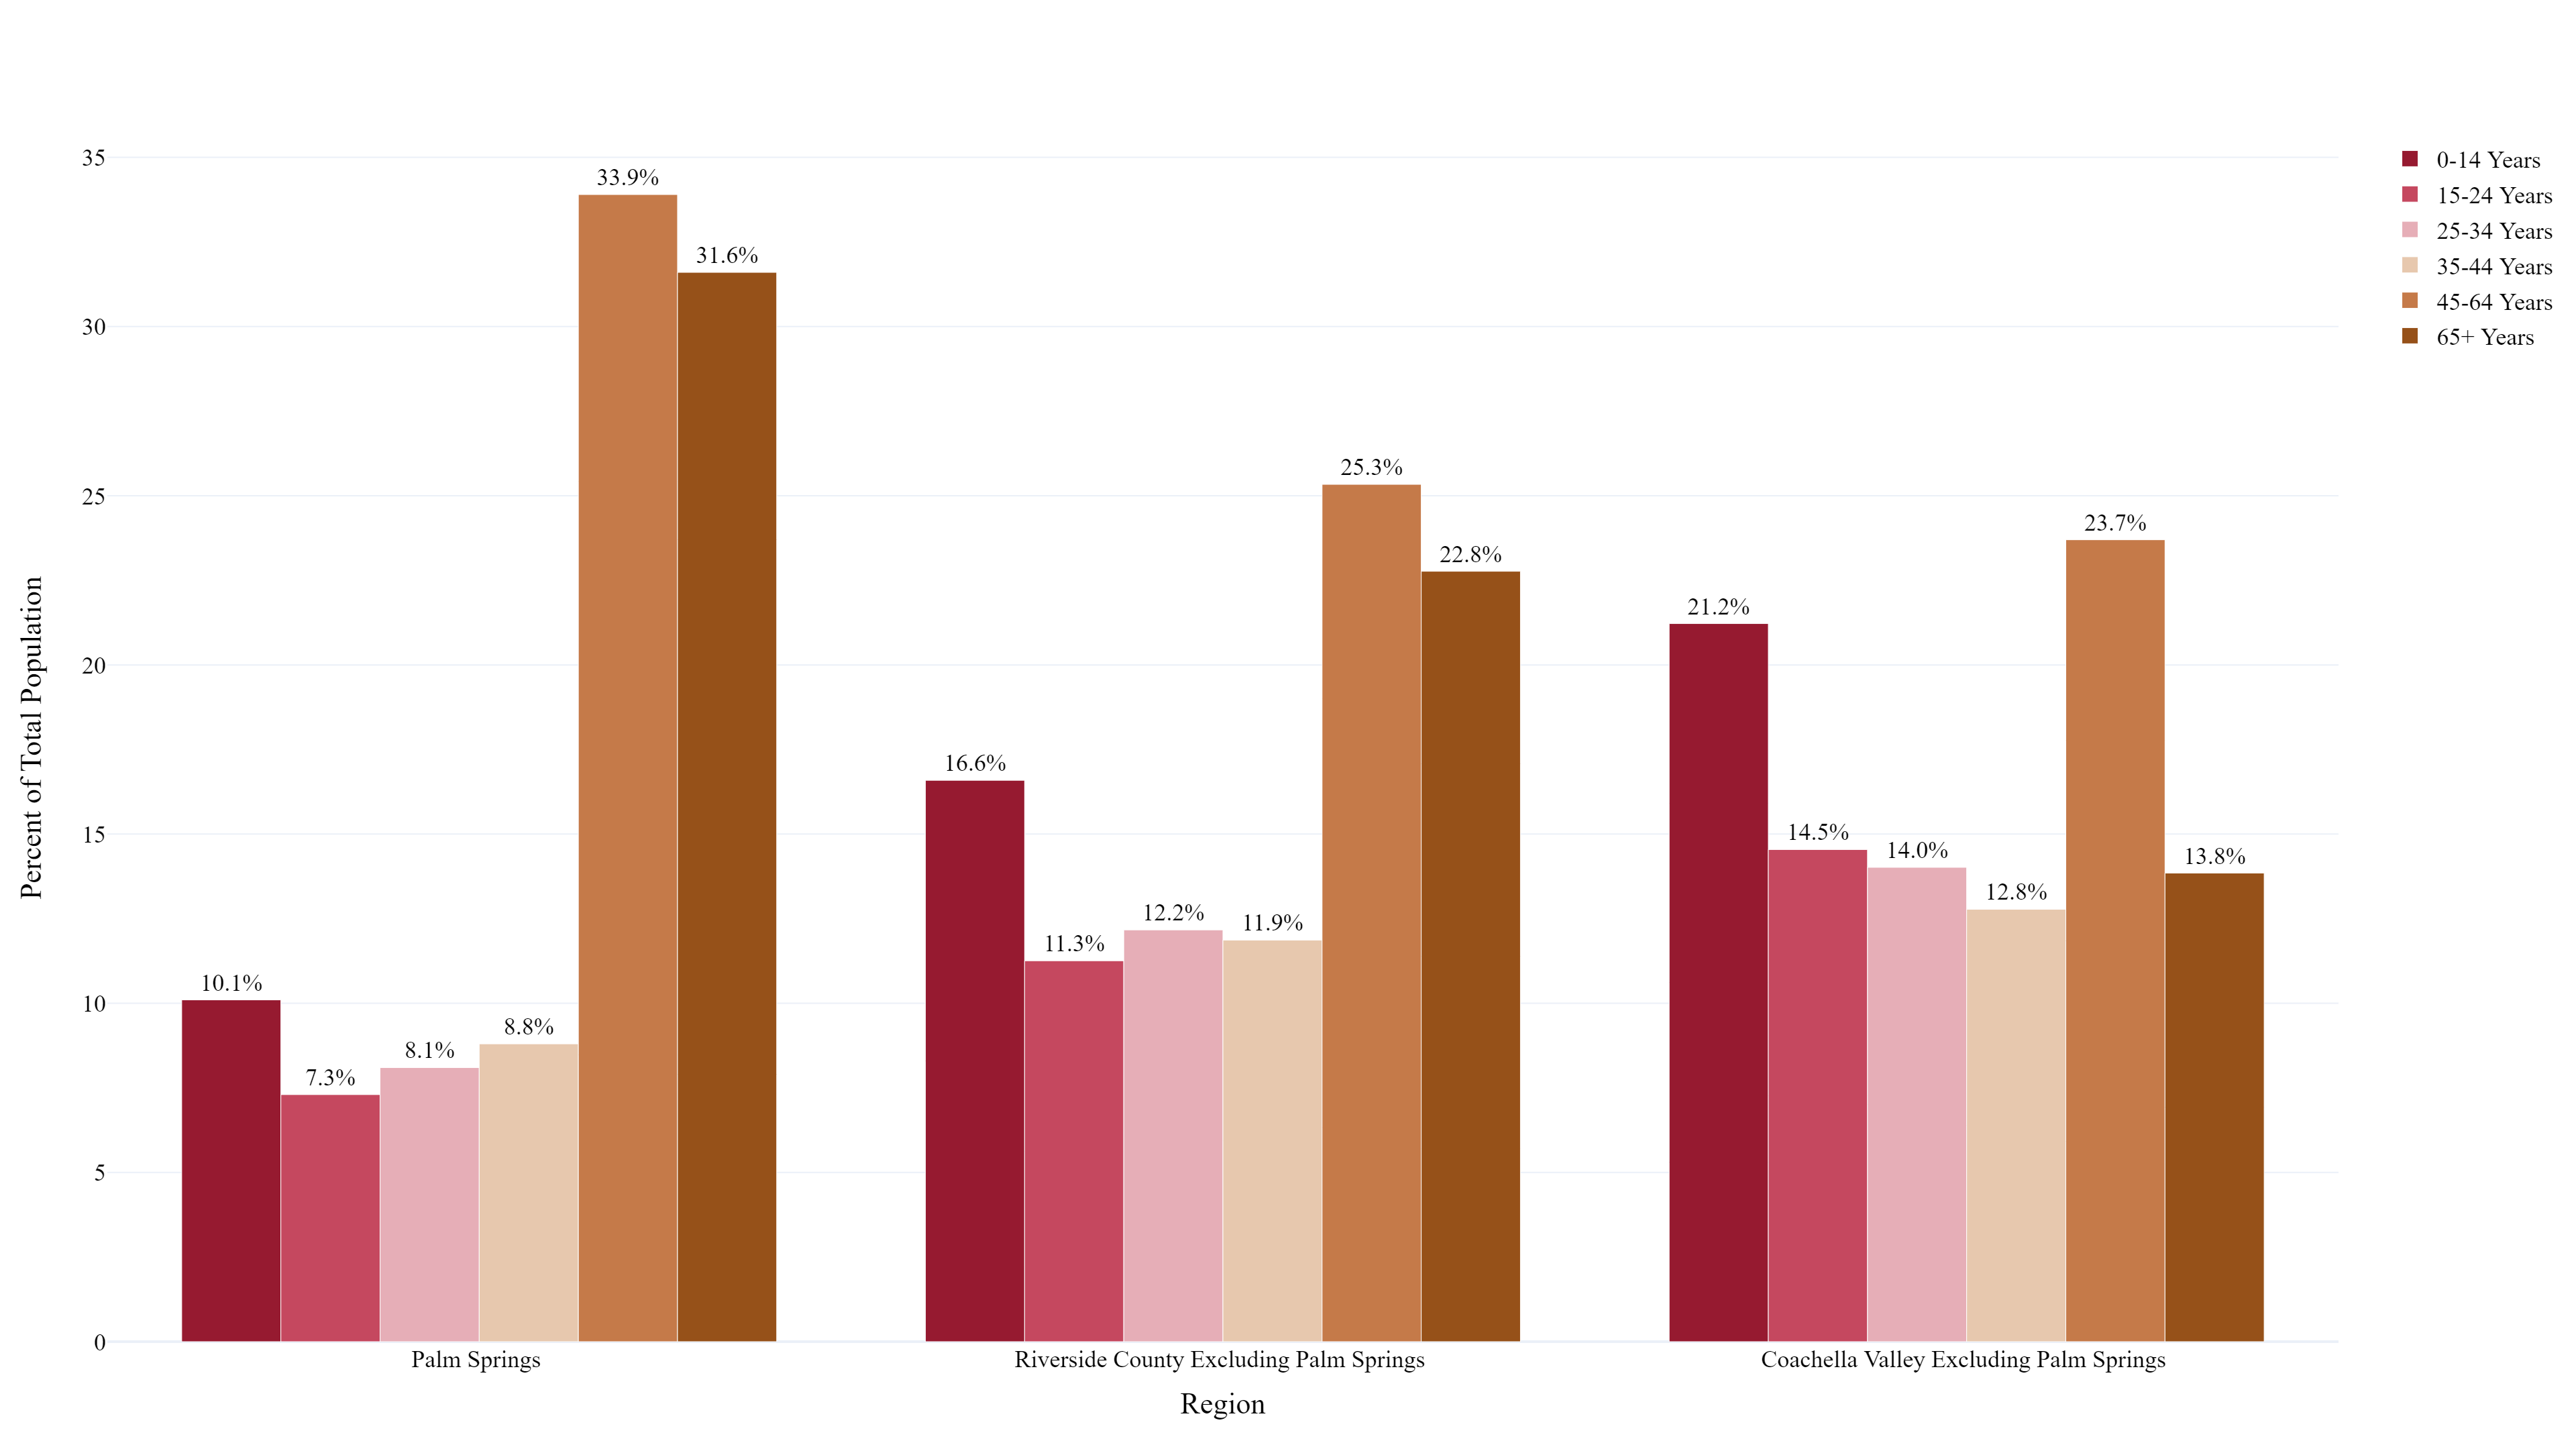 35
30
25
20
15
10
5
0
Percent of Total Population
10.1%
7.3%
8.1%
8.8%
33.9%
31.6%
16.6%
11.3%
12.2%
11.9%
25.3%
22.8%
21.2%
14.5%
14.0%
12.8%
23.7%
13.8%
Palm Springs
Riverside County Excluding Palm Springs
Coachella Valley Excluding Palm Springs
Region
0-14 Years
15-24 Years
25-34 Years
35-44 Years
45-64 Years
65+ Years